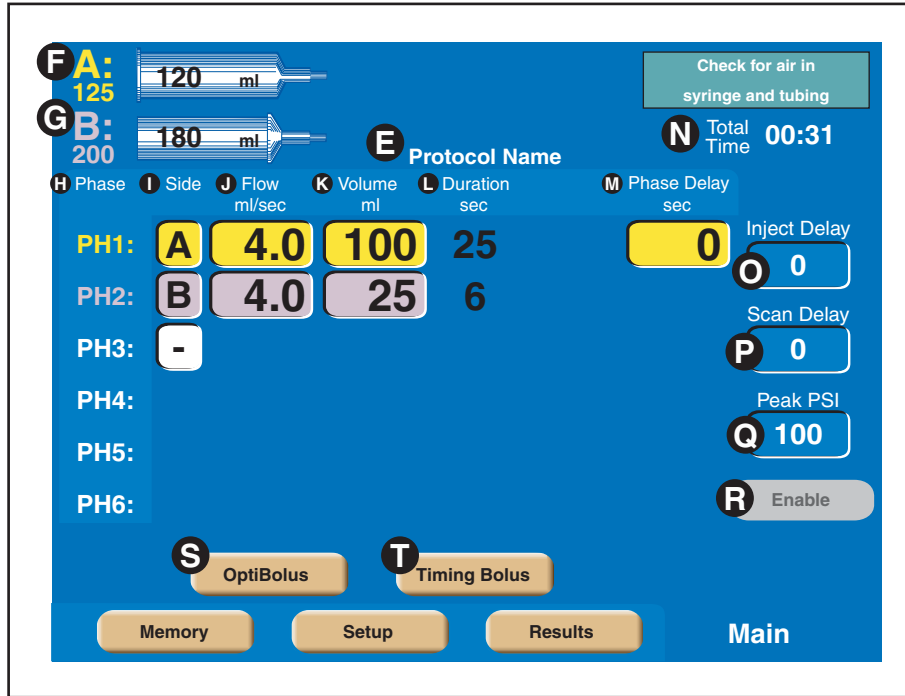 F A: 120 ml
125
Check for air in
syringe and tubing
G B: 180 ml
200
E Protocol Name
N Total Time 00:31
H Phase I Side J Flow ml/sec K Volume ml L Duration sec M Phase Delay sec
PH1: A 4.0 100 25 0
Inject Delay
O 0
PH2: B 4.0 25 6
Scan Delay
P 0
PH3: -
PH4:
Peak PSI
Q 100
PH5:
PH6:
R Enable
S OptiBolus T Timing Bolus
Memory Setup Results Main